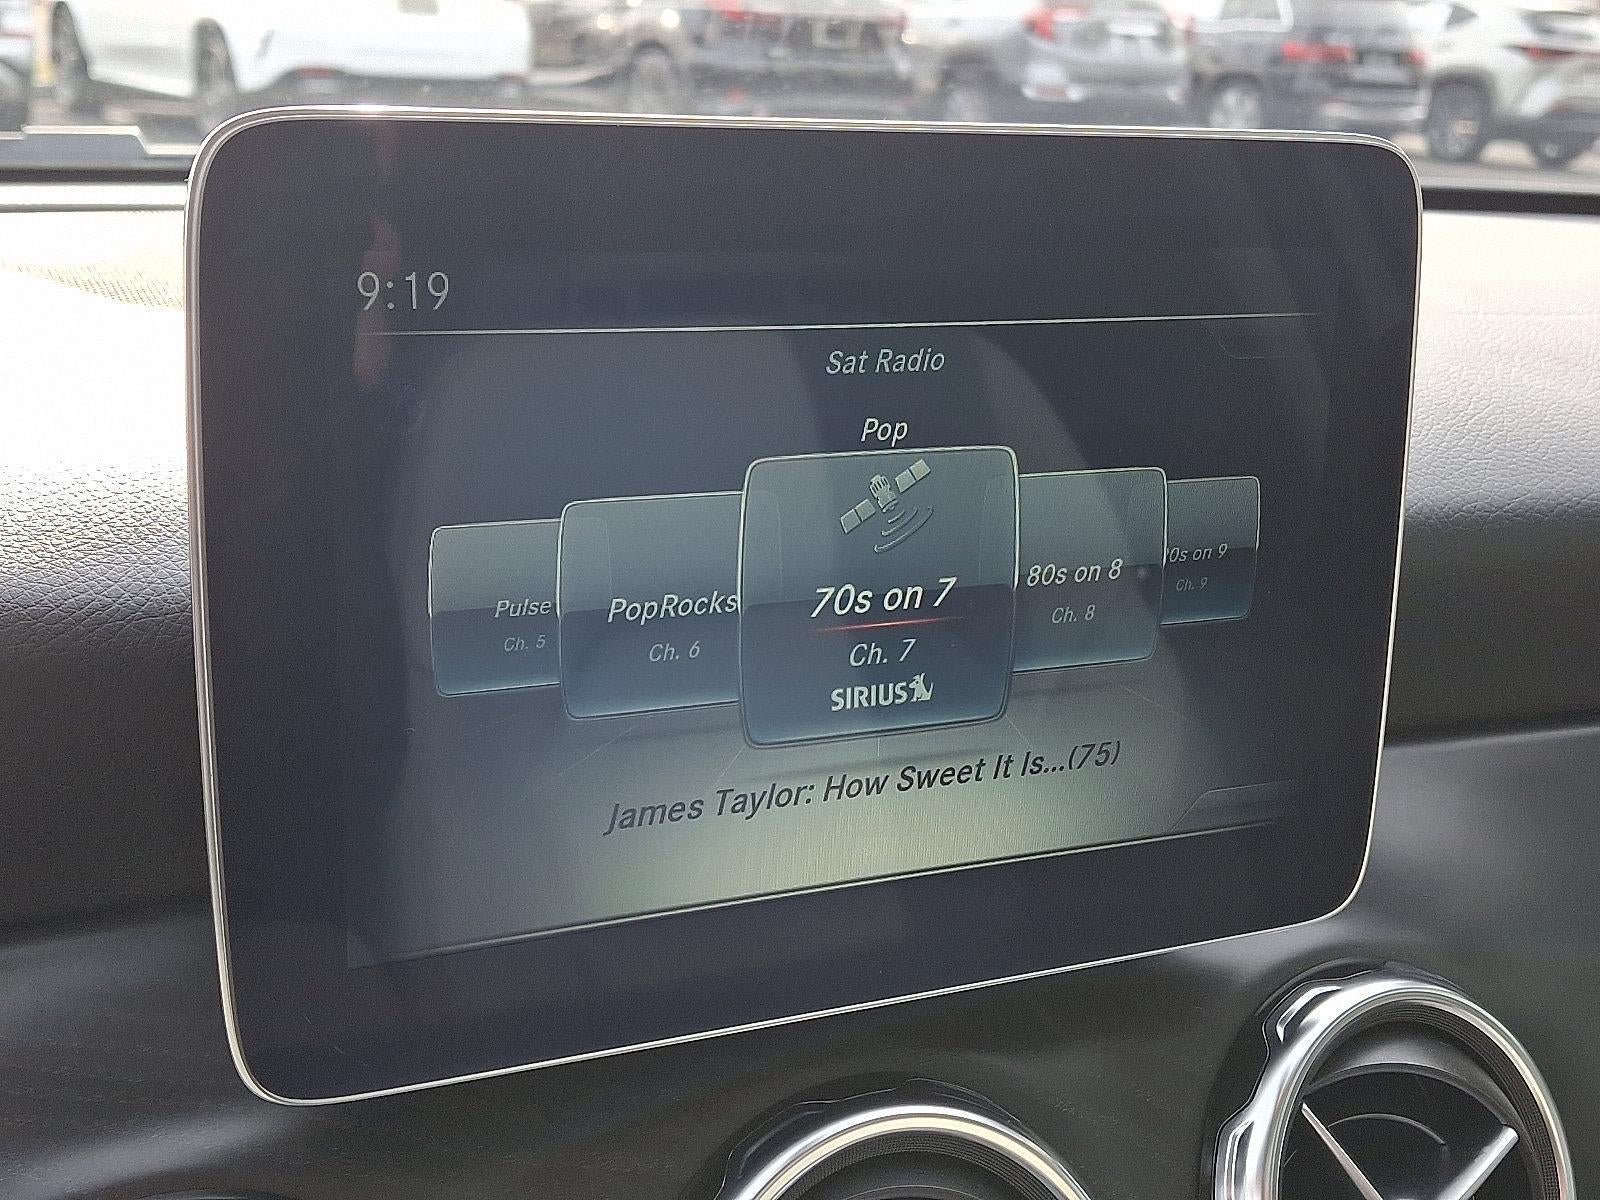 9:19
Sat Radio
Pop
Pulse
Ch. 5
PopRocks
Ch. 6
70s on 7
Ch. 7
SIRIUS
80s on 8
Ch. 8
0s on 9
Ch. 9
James Taylor: How Sweet It Is...(75)